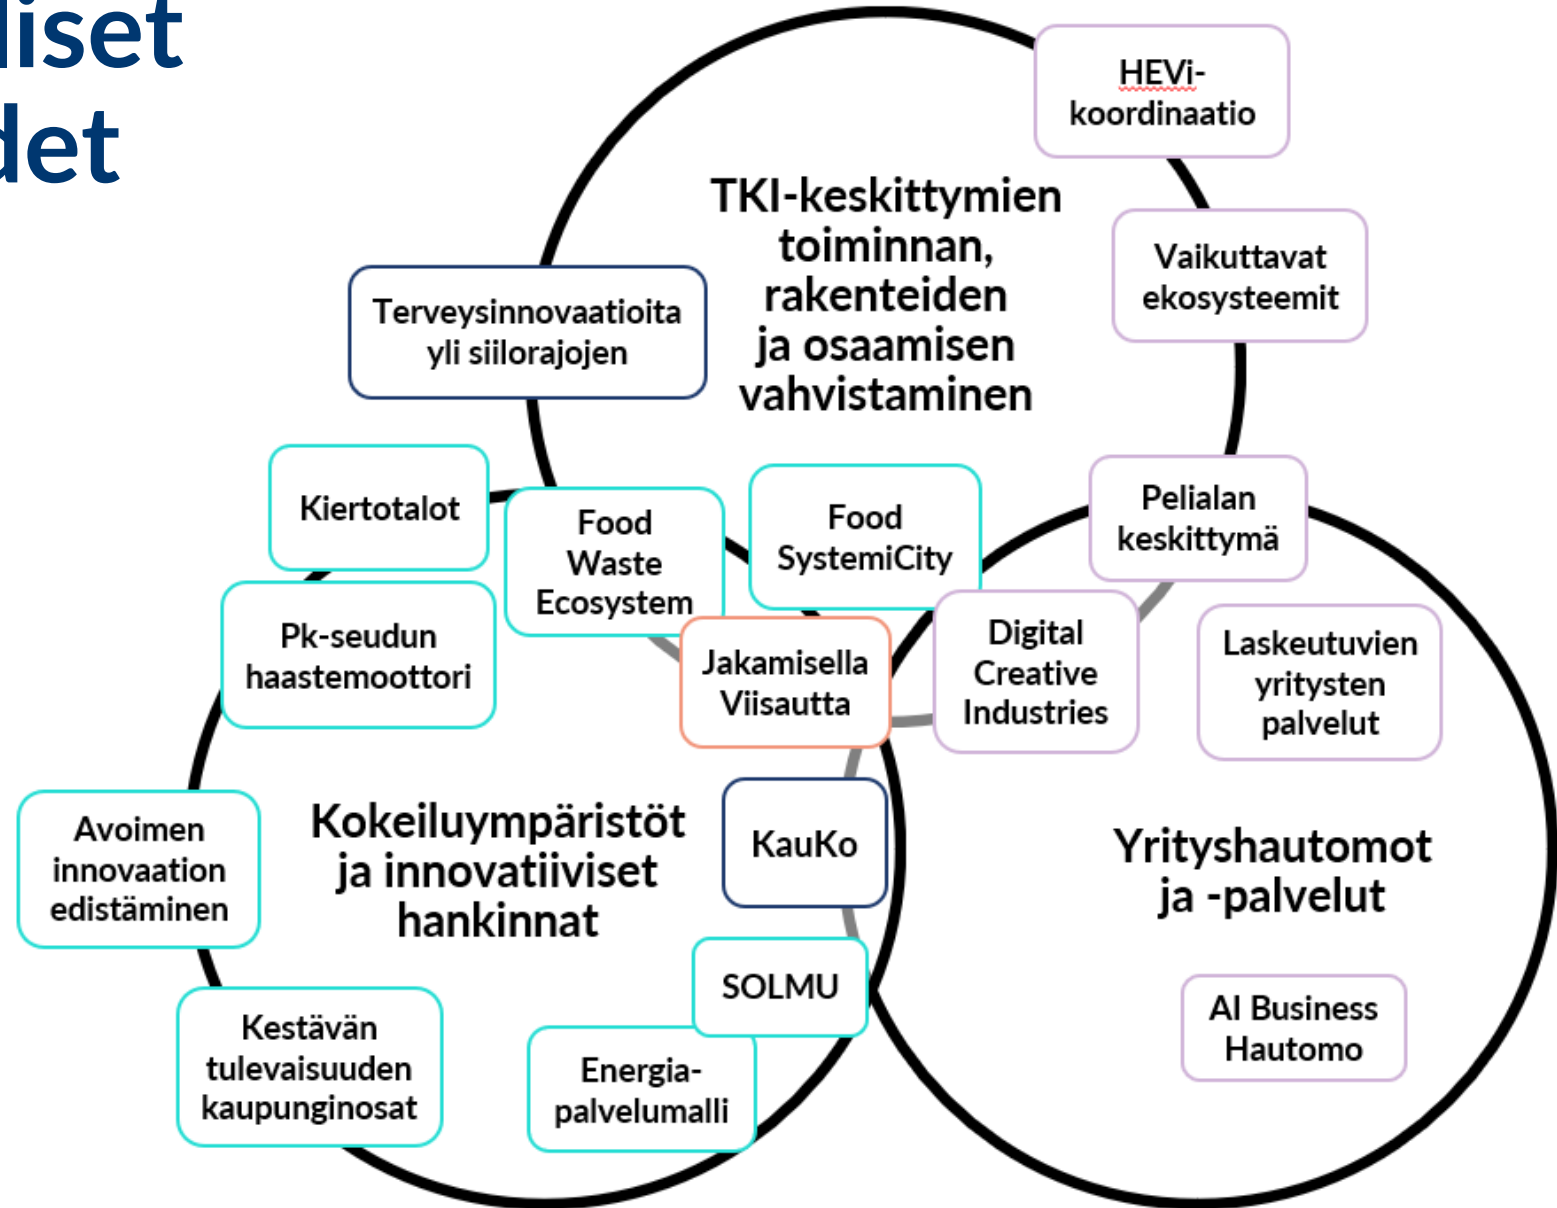 liset
det
HEVi-
koordinaatio
TKI-keskittymien
toiminnan,
rakenteiden
ja osaamisen
vahvistaminen
Vaikuttavat
ekosysteemit
Terveysinnovaatioita
yli siilorajojen
Kiertotalot
Food
Waste
Ecosystem
Food
SystemiCity
Pelialan
keskittymä
Pk-seudun
haastemoottori
Jakamisella
Viisautta
Digital
Creative
Industries
Laskeutuvien
yritysten
palvelut
Avoimen
innovaation
edistäminen
Kokeiluympäristöt
ja innovatiiviset
hankinnat
KauKo
Yrityshautomot
ja -palvelut
SOLMU
Kestävän
tulevaisuuden
kaupunginosat
Energia-
palvelumalli
AI Business
Hautomo